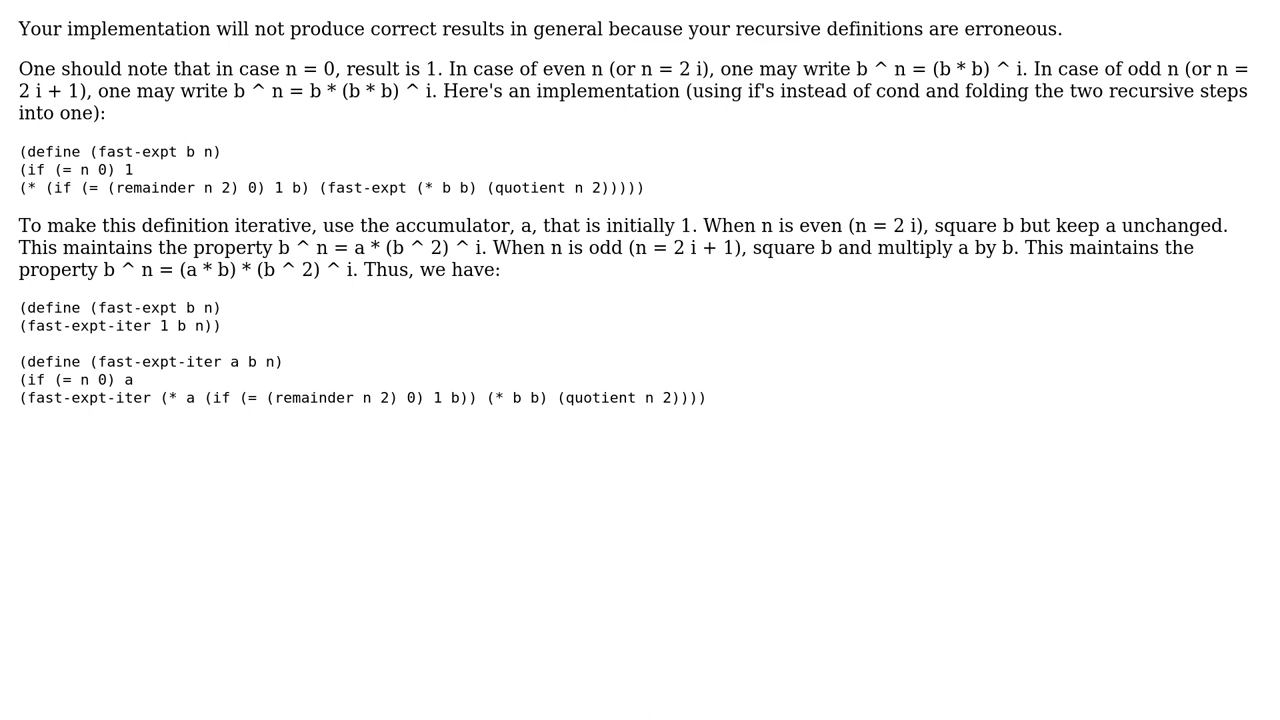 Your implementation will not produce correct results in general because your recursive definitions are erroneous.
One should note that in case n = 0, result is 1. In case of even n (or n = 2 i), one may write b ^ n = (b * b) ^ i. In case of odd n (or n =
2 i + 1), one may write b ^ n = b * (b * b) ^ i. Here's an implementation (using if's instead of cond and folding the two recursive steps
into one):
(define (fast-expt b n)
(if (= n 0) 1
(* (if (= (remainder n 2) 0) 1 b) (fast-expt (* b b) (quotient n 2)))))
To make this definition iterative, use the accumulator, a, that is initially 1. When n is even (n = 2 i), square b but keep a unchanged.
This maintains the property b ^ n = a * (b ^ 2) ^ i. When n is odd (n = 2 i + 1), square b and multiply a by b. This maintains the
property b ^ n = (a * b) * (b ^ 2) ^ i. Thus, we have:
(define (fast-expt b n)
(fast-expt-iter 1 b n))
(define (fast-expt-iter a b n)
(if (= n 0) a
(fast-expt-iter (* a (if (= (remainder n 2) 0) 1 b)) (* b b) (quotient n 2))))